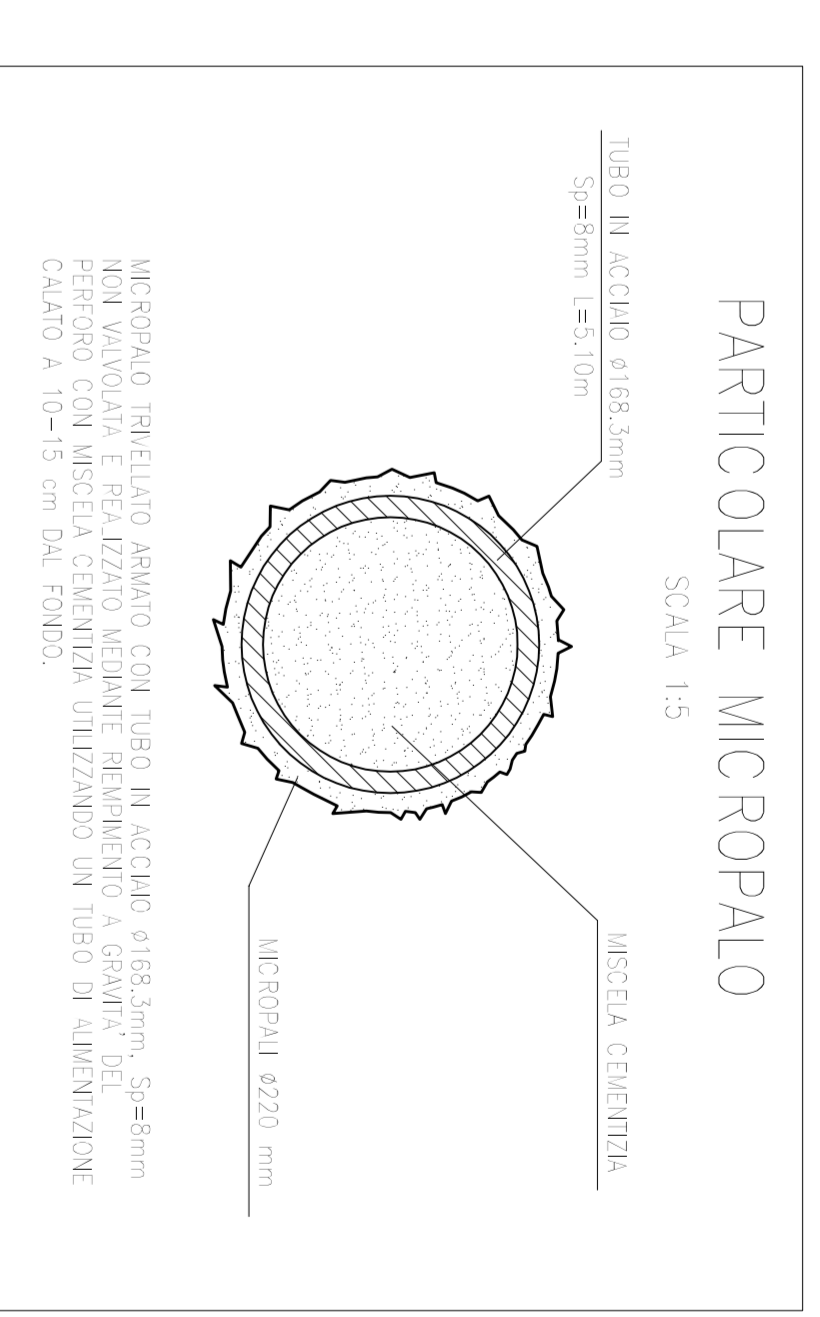 PARTICOLARE MICROPALO
SCALA 1:5
TUBO IN ACCIAIO ø168.3mm
Sp=8mm L=5.10m
MISCELA CEMENTIZIA
MICROPALI ø220 mm
MICROPALO TRIVELLATO ARMATO CON TUBO IN ACCIAIO ø168.3mm, Sp=8mm
NON VALVOLATA E REALIZZATO MEDIANTE RIEMPIMENTO A GRAVITA' DEL
PERFORO CON MISCELA CEMENTIZIA UTILIZZANDO UN TUBO DI ALIMENTAZIONE
CALATO A 10-15 cm DAL FONDO.